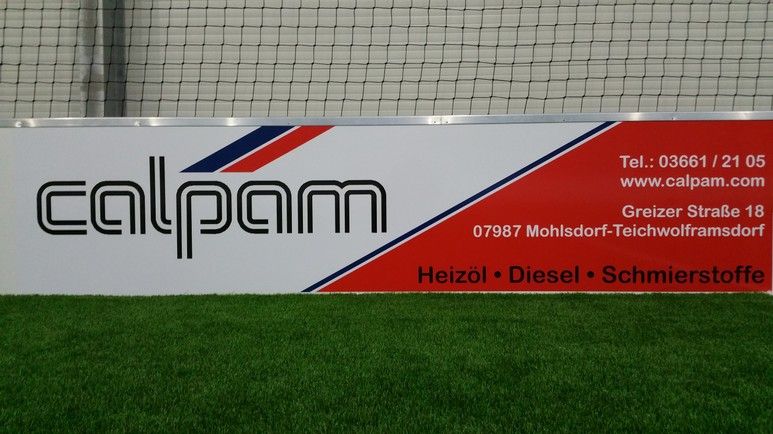 calpam
Tel.: 03661 / 21 05
www.calpam.com
Greizer Straße 18
07987 Mohlsdorf-Teichwolframsdorf
Heizöl • Diesel • Schmierstoffe